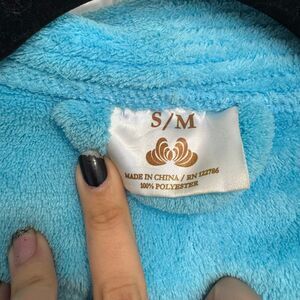 S/M
MADE IN CHINA / RN 122786
100% POLYESTER